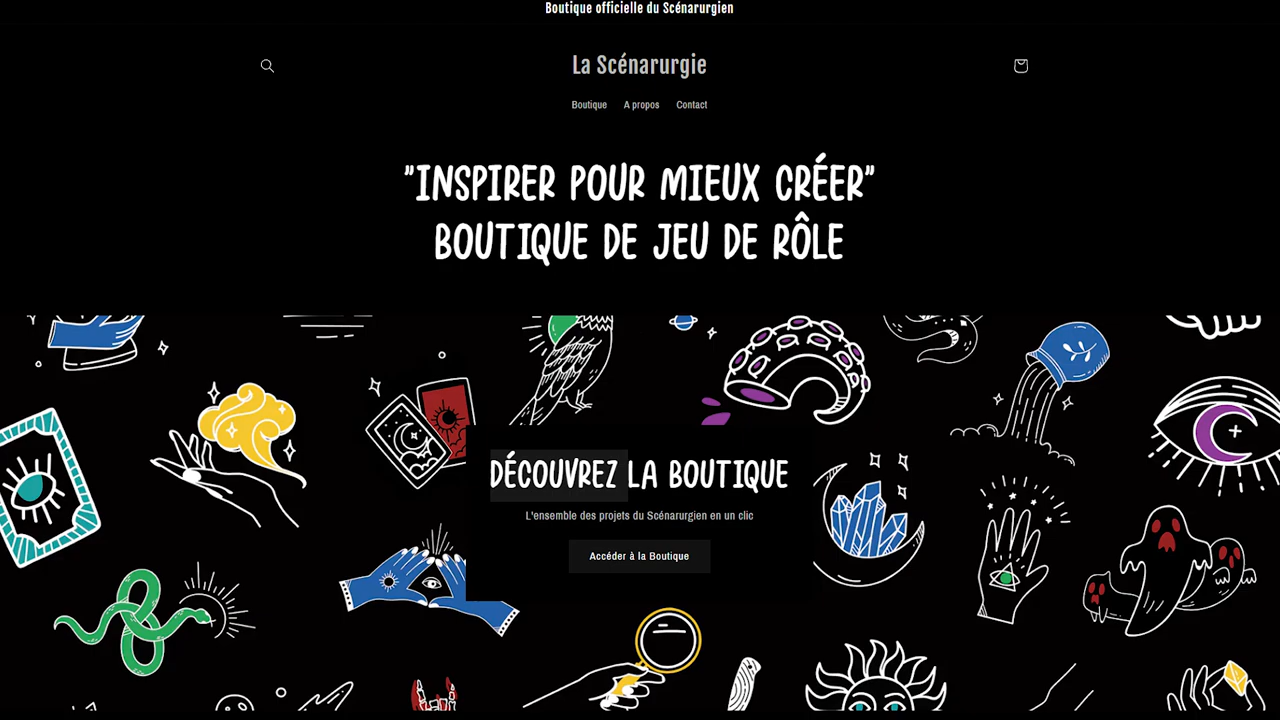 Boutique officielle du Scénarurgien
La Scénarurgie
Boutique A propos Contact
"INSPIRER POUR MIEUX CRÉER"
BOUTIQUE DE JEU DE RÔLE
DÉCOUVREZ LA BOUTIQUE
L'ensemble des projets du Scénarurgien en un clic
Accéder à la Boutique